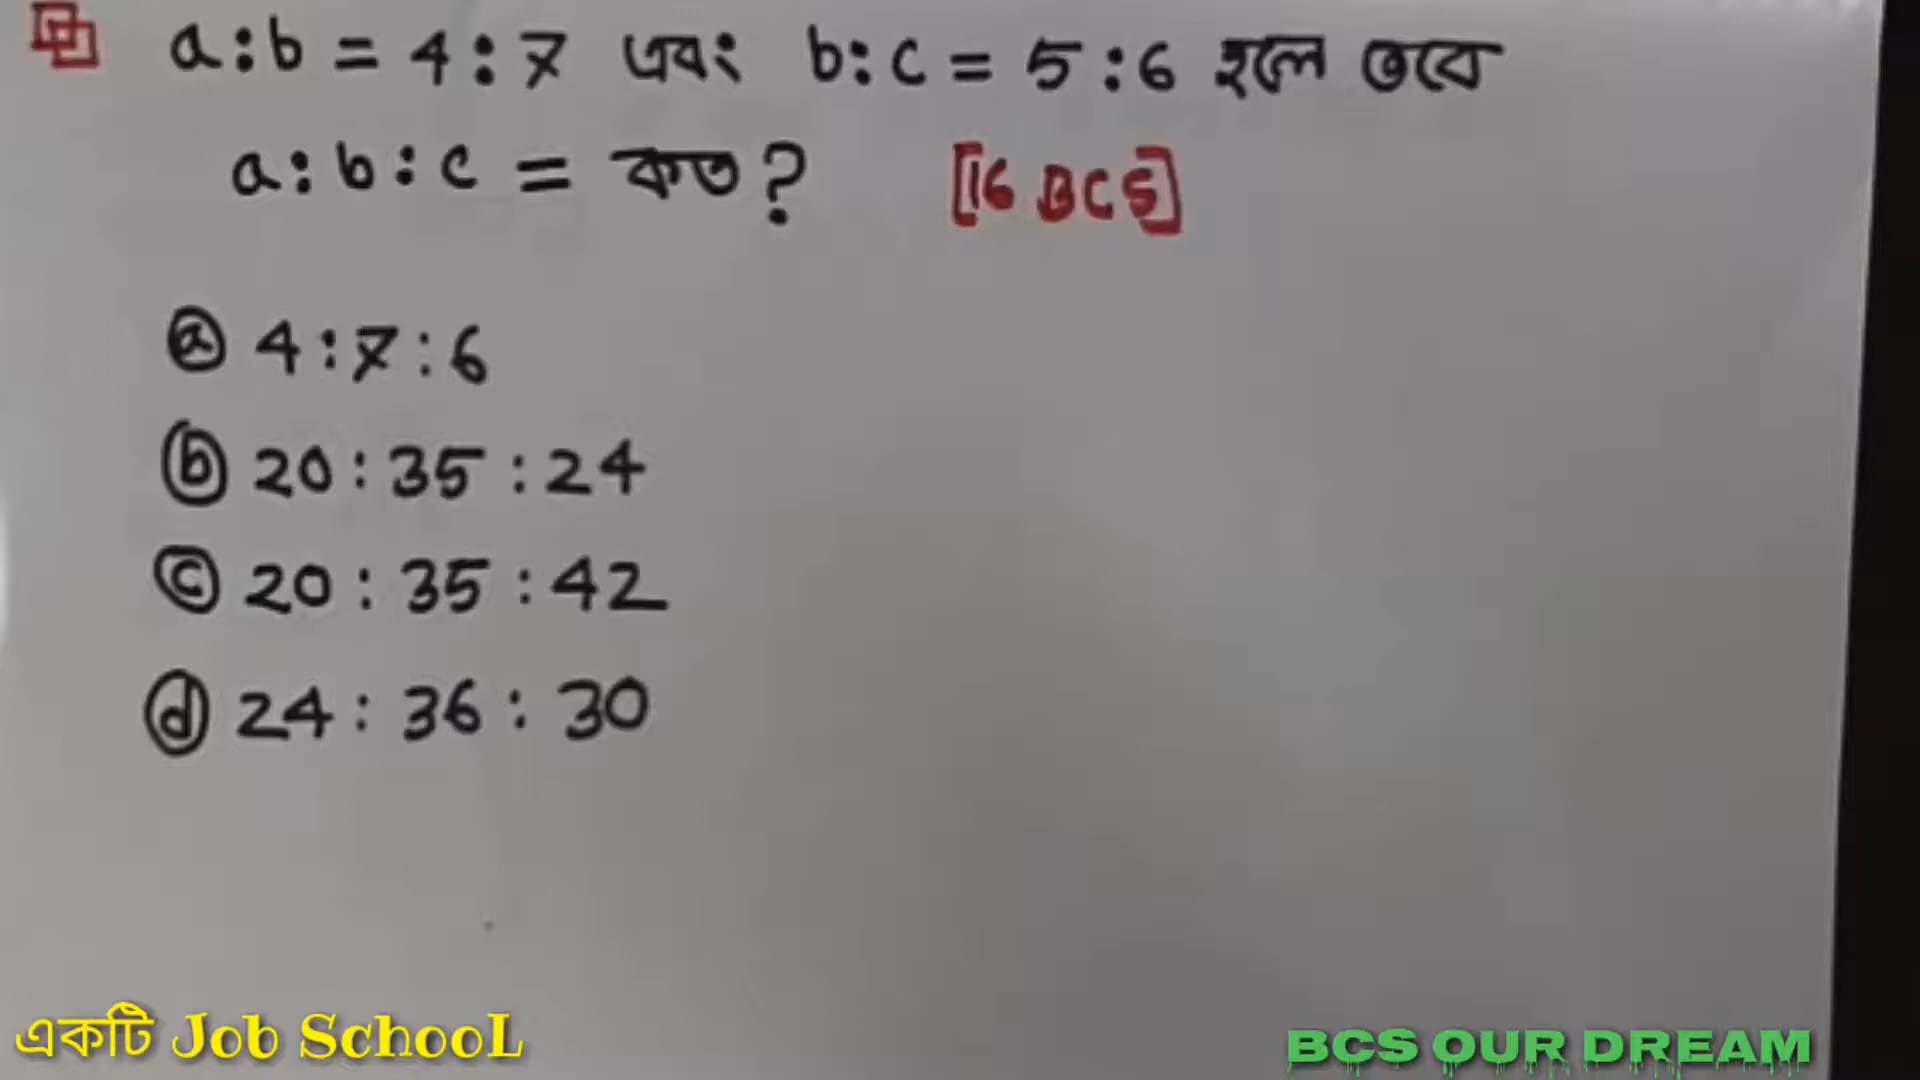 a:b = 4:7 এবং b:c = 5:6 হলে তবে
a:b:c = কত?
[16 BCS]
ⓐ 4:7:6
ⓑ 20:35:24
ⓒ 20:35:42
ⓓ 24:36:30
একটি Job SchooL
BCS OUR DREAM